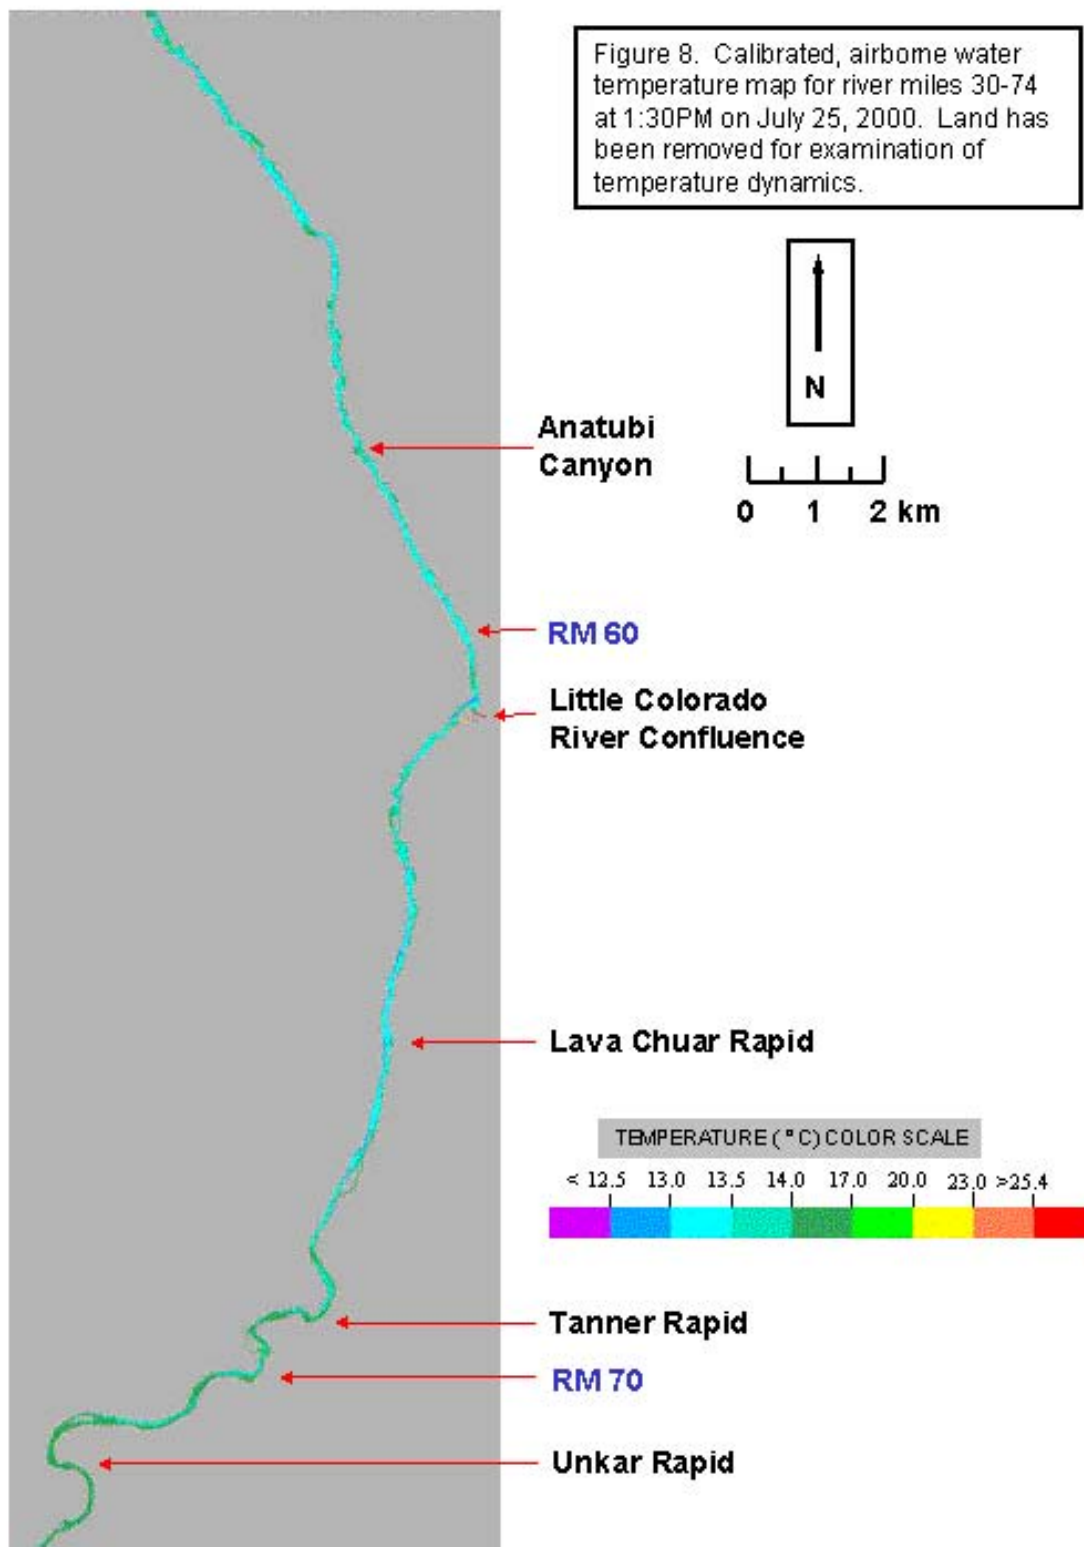 Figure 8. Calibrated, airborne water
temperature map for river miles 30-74
at 1:30PM on July 25, 2000. Land has
been removed for examination of
temperature dynamics.
N
0 1 2 km
Anatubi
Canyon
RM 60
Little Colorado
River Confluence
Lava Chuar Rapid
TEMPERATURE ( ° C) COLOR SCALE
< 12.5 13.0 13.5 14.0 17.0 20.0 23.0 >25.4
Tanner Rapid
RM 70
Unkar Rapid